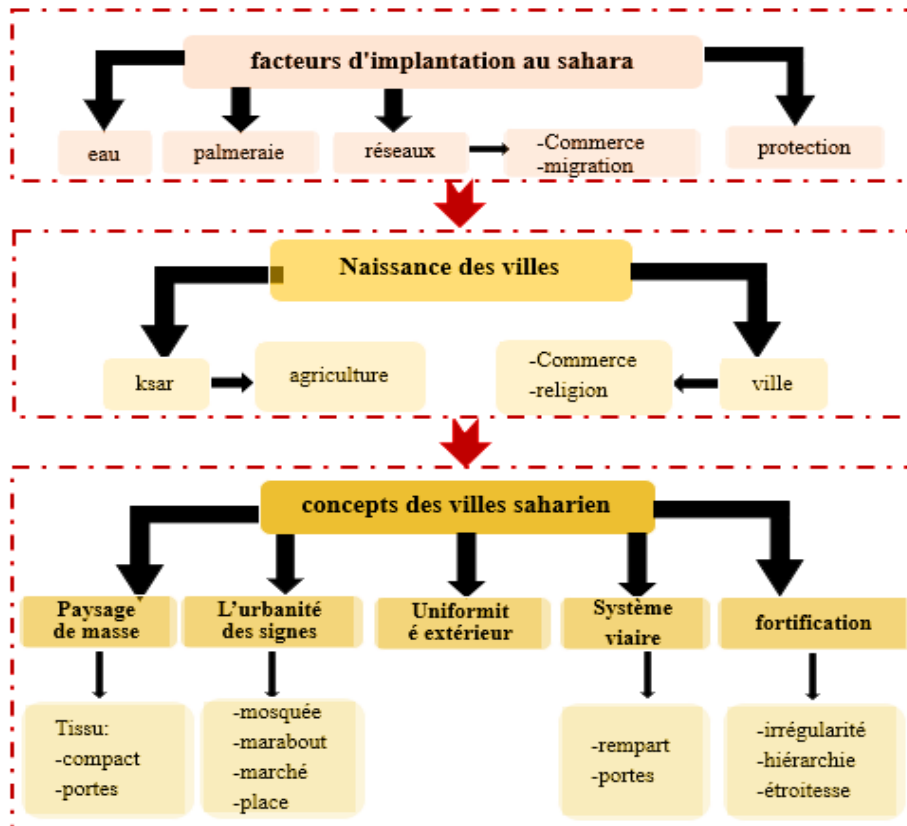 facteurs d'implantation au sahara
eau
palmeraie
réseaux
-Commerce
-migration
protection
Naissance des villes
ksar
agriculture
-Commerce
-religion
ville
concepts des villes saharien
Paysage
de masse
L'urbanité
des signes
Uniformit
é extérieur
Système
viaire
fortification
Tissu:
-compact
-portes
-mosquée
-marabout
-marché
-place
-rempart
-portes
-irrégularité
-hiérarchie
-étroitesse